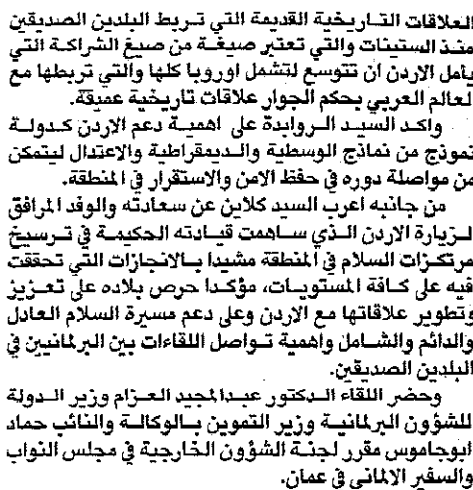 العلاقات التاريخية القديمة التي تربط البلدين الصديقين
منذ الستينات والتي تعتبر صيغة من صيغ الشراكة التي
يأمل الاردن ان تتوسع لتشمل اوروبا كلها والتي تربطها مع
لعالم العربي بحكم الجوار علاقات تاريخية عميقة.
واكد السيد الروابدة على اهمية دعم الاردن كدولة
نموذج من نماذج الوسطية والديمقراطية والاعتدال ليتمكن
من مواصلة دوره في حفظ الامن والاستقرار في المنطقة.
من جانبه اعرب السيد كلاين عن سعادته والوفد المرافق
لزيارة الاردن الذي ساهمت قيادته الحكيمة في ترسيخ
مرتكزات السلام في المنطقة مشيدا بالانجازات التي تحققت
فيه على كافة المستويات، مؤكدا حرص بلاده على تعزيز
وتطوير علاقاتها مع الاردن وعلى دعم مسيرة السلام العادل
والدائم والشامل واهمية تواصل اللقاءات بين البرلمانيين في
البلدين الصديقين.
وحضر اللقاء الدكتور عبدالمجيد العزام وزير الدولة
للشؤون البرلمانية وزير التموين بالوكالة والنائب حماد
ابوجاموس مقرر لجنة الشؤون الخارجية في مجلس النواب
والسفير الالماني في عمان.